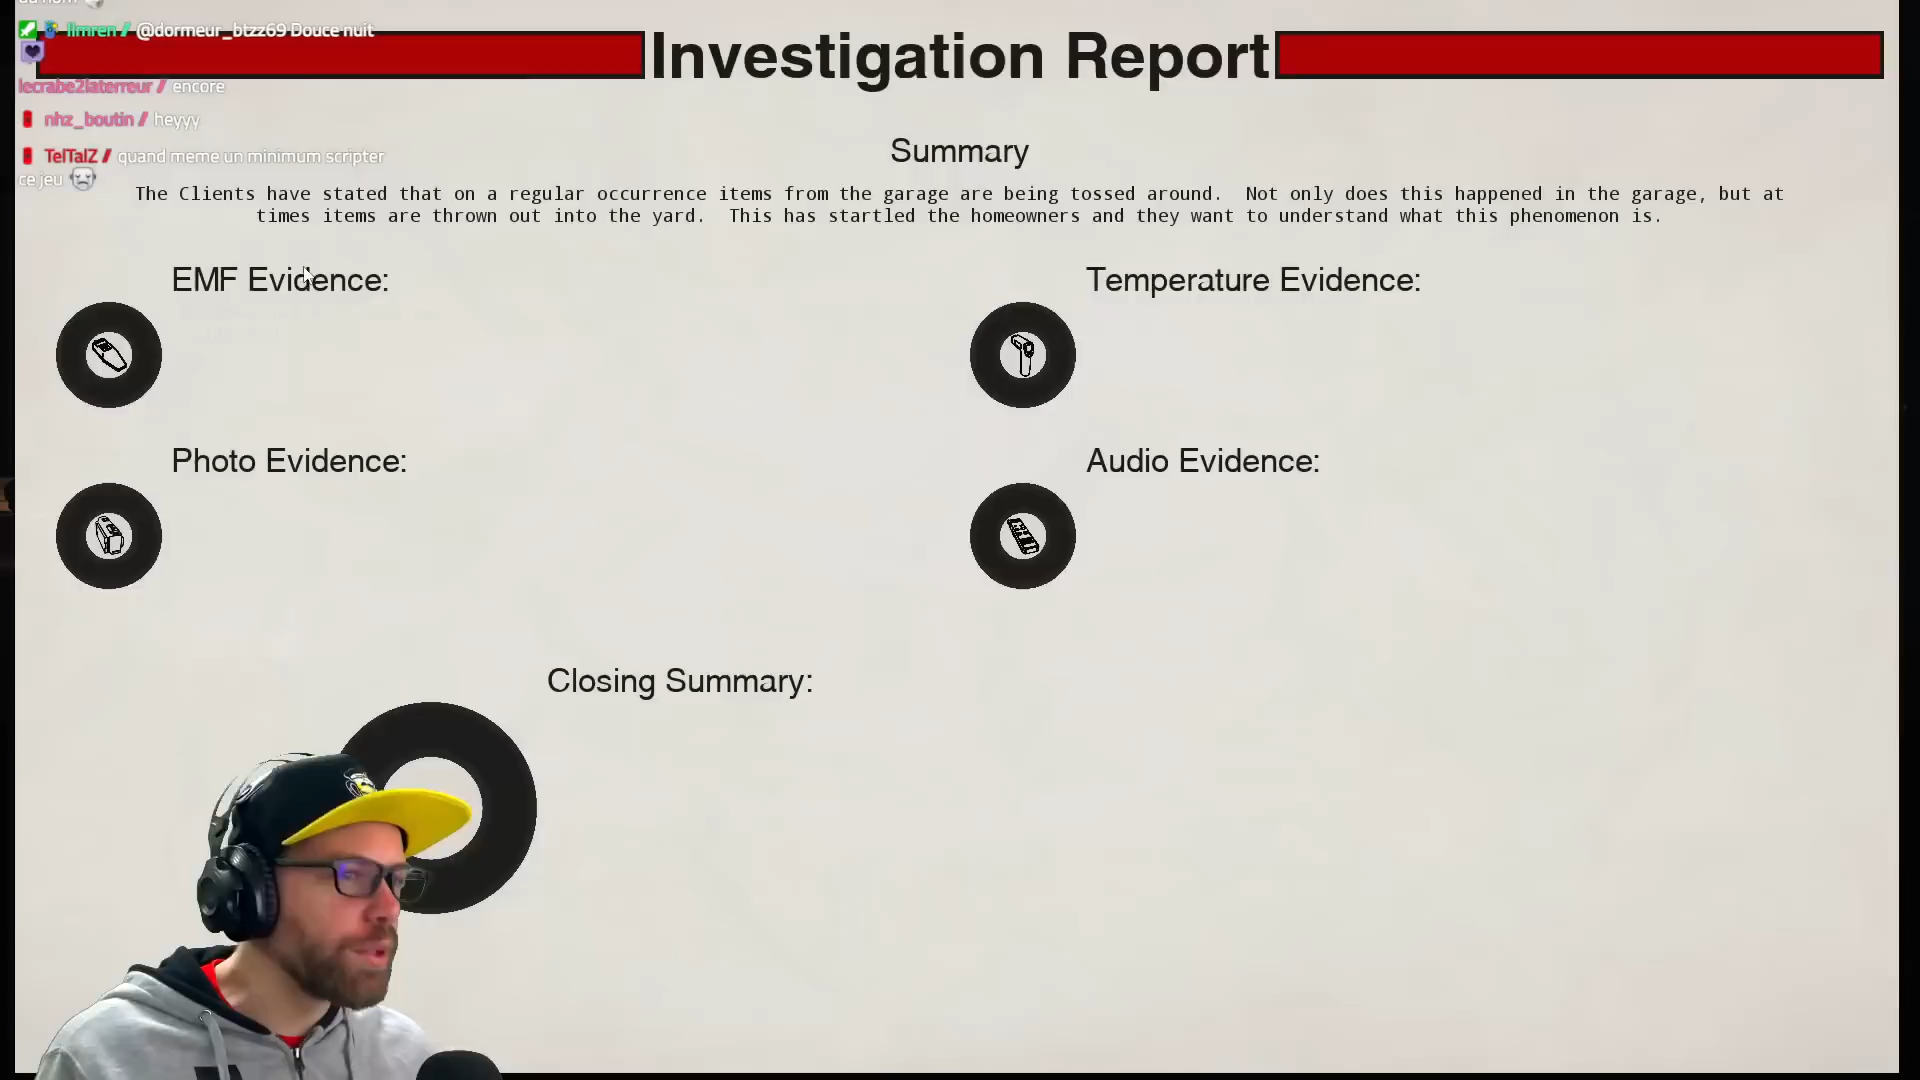 llmren // @dormeur_btzz69 Douce nuit
Investigation Report
lecrabe2laterreur // encore
nhz_boutin // heyyy
TelTalZ // quand meme un minimum scripter
ce jeu
Summary
The Clients have stated that on a regular occurrence items from the garage are being tossed around. Not only does this happened in the garage, but at
times items are thrown out into the yard. This has startled the homeowners and they want to understand what this phenomenon is.
EMF Evidence:
Temperature Evidence:
Photo Evidence:
Audio Evidence:
Closing Summary: